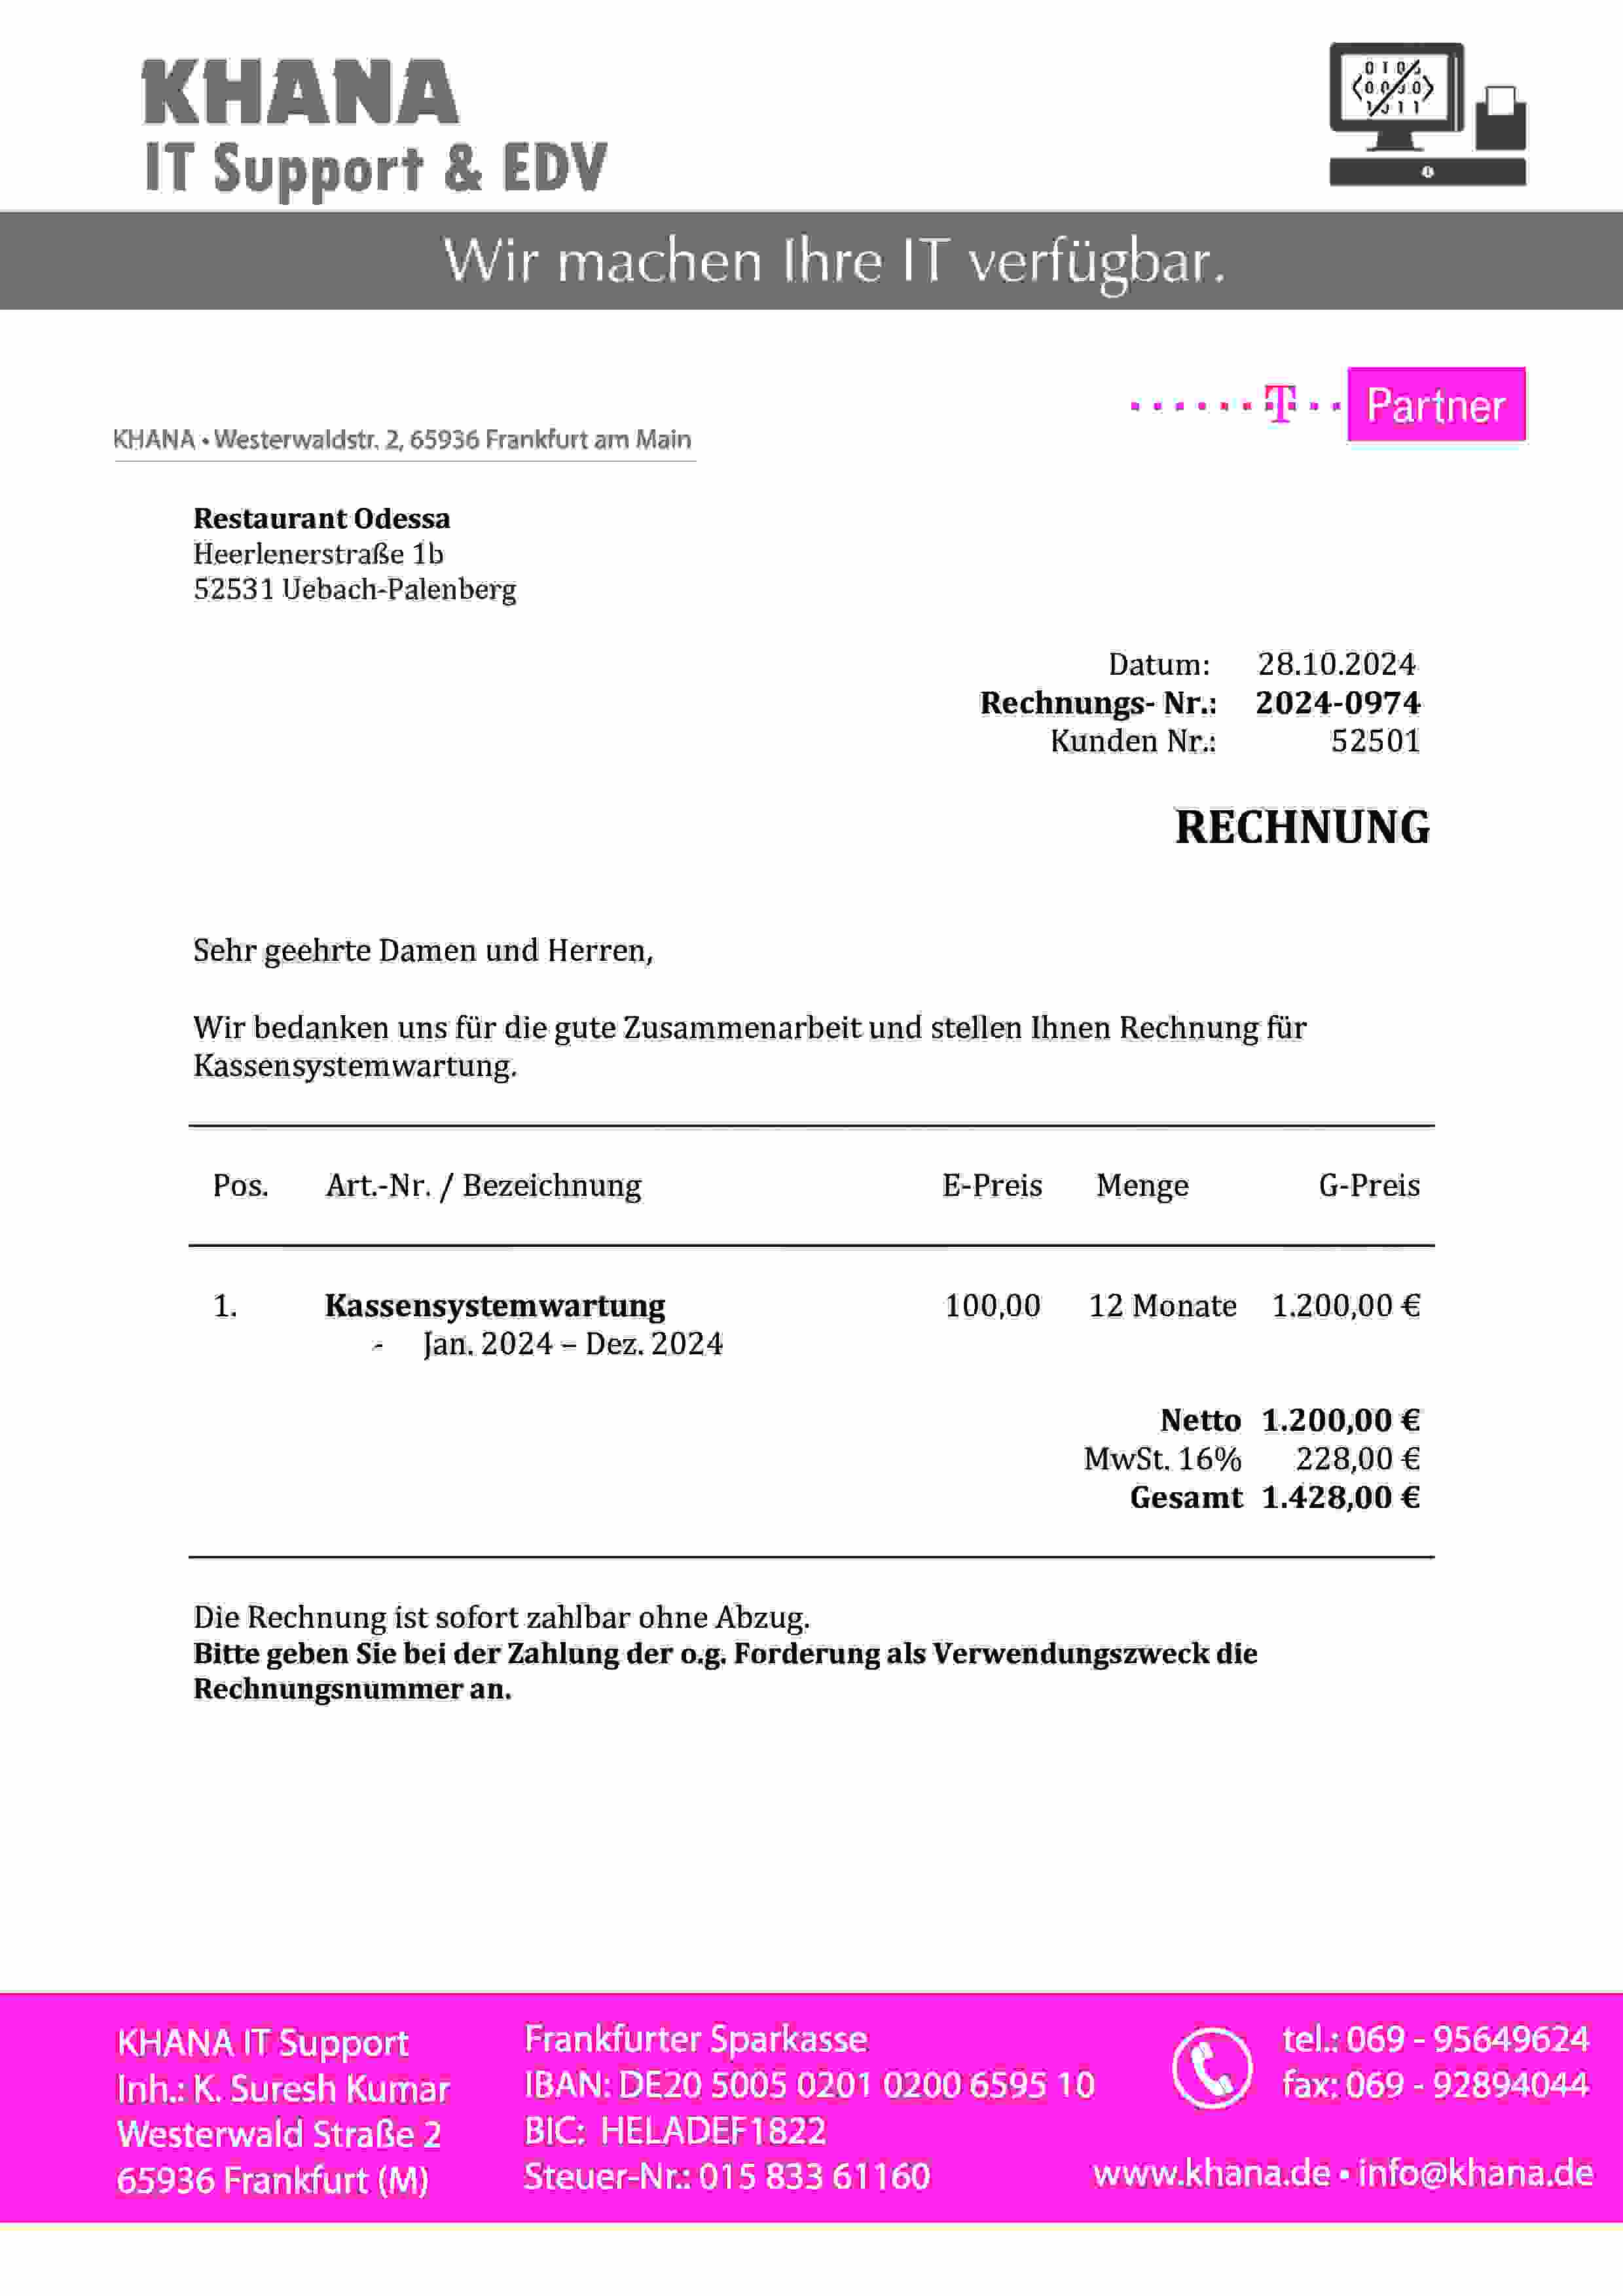 KHANA
IT Support & EDV
Wir machen Ihre IT verfügbar.
T Partner
KHANA • Westerwaldstr. 2, 65936 Frankfurt am Main
Restaurant Odessa
Heerlenerstraße 1b
52531 Uebach-Palenberg
Datum: 28.10.2024
Rechnungs- Nr.: 2024-0974
Kunden Nr.: 52501
RECHNUNG
Sehr geehrte Damen und Herren,
Wir bedanken uns für die gute Zusammenarbeit und stellen Ihnen Rechnung für
Kassensystemwartung.
Pos. Art.-Nr. / Bezeichnung E-Preis Menge G-Preis
1. Kassensystemwartung 100,00 12 Monate 1.200,00 €
- Jan. 2024 – Dez. 2024
Netto 1.200,00 €
MwSt. 16% 228,00 €
Gesamt 1.428,00 €
Die Rechnung ist sofort zahlbar ohne Abzug.
Bitte geben Sie bei der Zahlung der o.g. Forderung als Verwendungszweck die
Rechnungsnummer an.
KHANA IT Support
Inh.: K. Suresh Kumar
Westerwald Straße 2
65936 Frankfurt (M)
Frankfurter Sparkasse
IBAN: DE20 5005 0201 0200 6595 10
BIC: HELADEF1822
Steuer-Nr.: 015 833 61160
tel.: 069 - 95649624
fax: 069 - 92894044
www.khana.de • info@khana.de